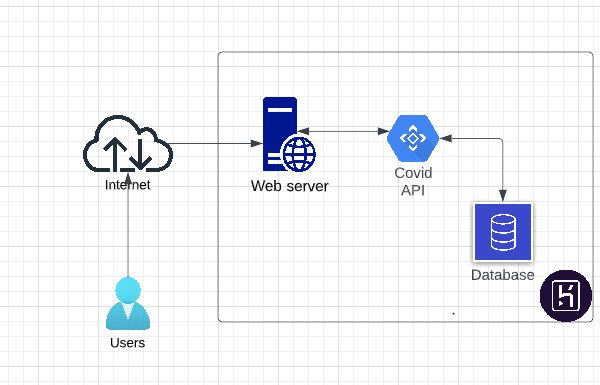 Internet
Web server
Covid
API
Database
Users